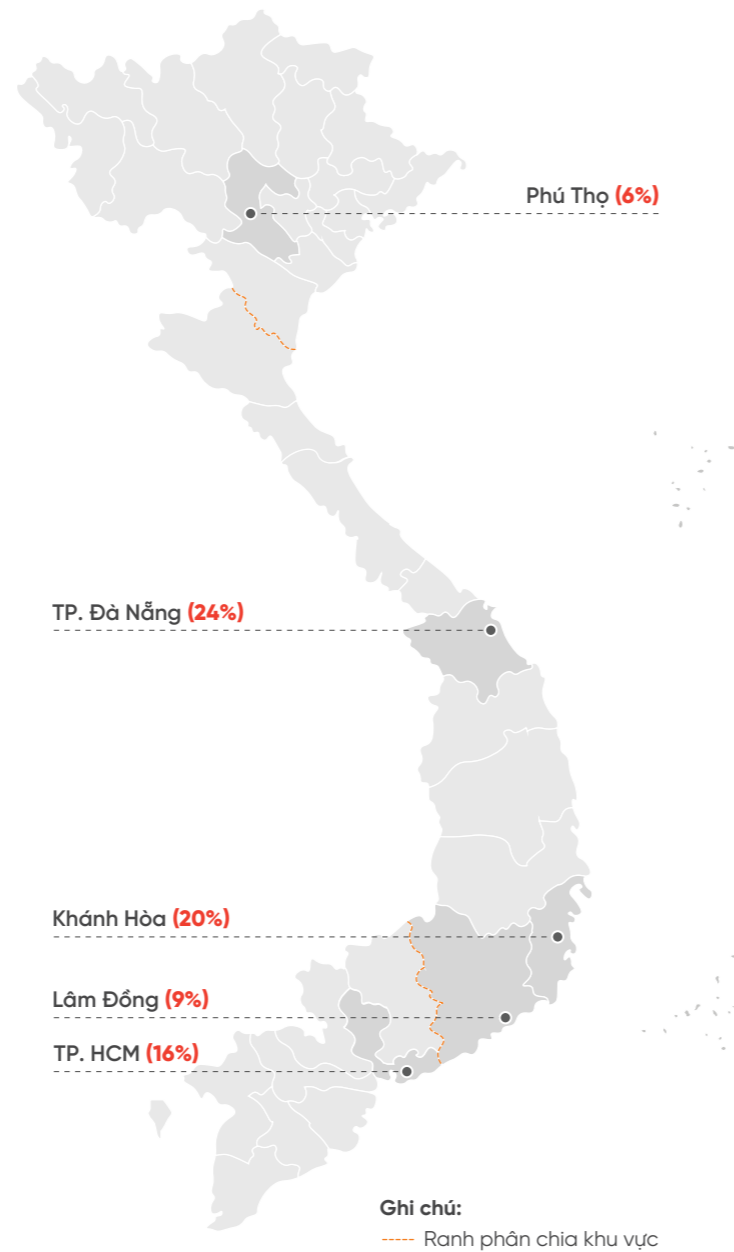 Phú Thọ (6%)
TP. Đà Nẵng (24%)
Khánh Hòa (20%)
Lâm Đồng (9%)
TP. HCM (16%)
Ghi chú:
Ranh phân chia khu vực